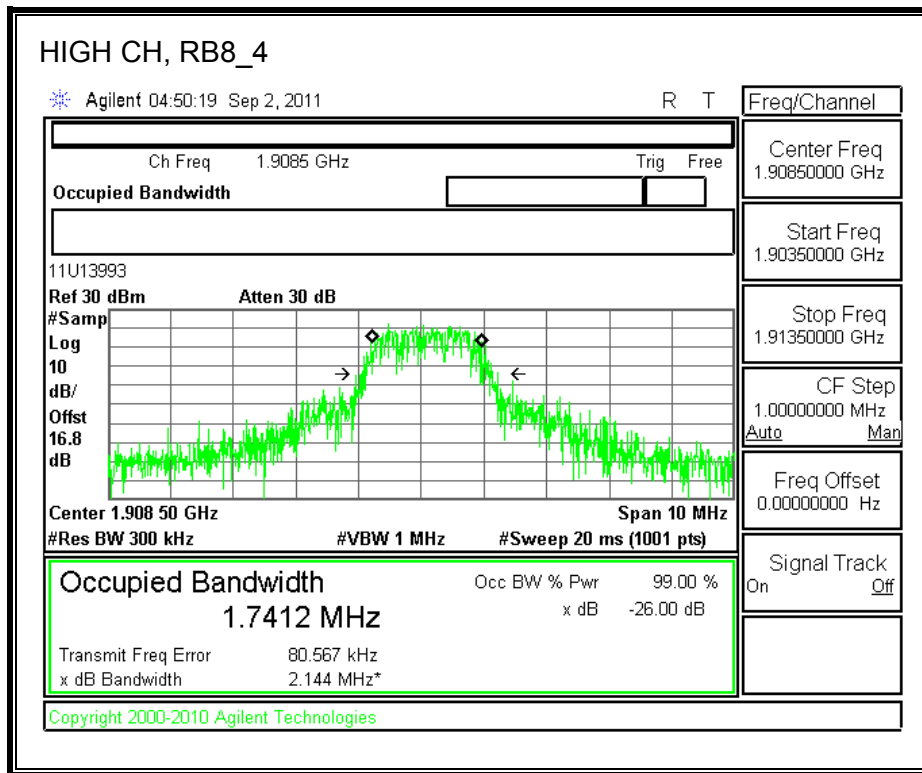 HIGH CH, RB8_4
Agilent 04:50:19 Sep 2, 2011 R T
Freq/Channel
Ch Freq 1.9085 GHz Trig Free
Occupied Bandwidth
Center Freq
1.90850000 GHz
Start Freq
1.90350000 GHz
Stop Freq
1.91350000 GHz
CF Step
1.00000000 MHz
Auto Man
Freq Offset
0.00000000 Hz
Signal Track
On Off
11U13993
Ref 30 dBm Atten 30 dB
#Samp
Log
10
dB/
Offst
16.8
dB
Center 1.908 50 GHz Span 10 MHz
#Res BW 300 kHz #VBW 1 MHz #Sweep 20 ms (1001 pts)
Occupied Bandwidth Occ BW % Pwr 99.00 %
1.7412 MHz x dB -26.00 dB
Transmit Freq Error 80.567 kHz
x dB Bandwidth 2.144 MHz*
Copyright 2000-2010 Agilent Technologies